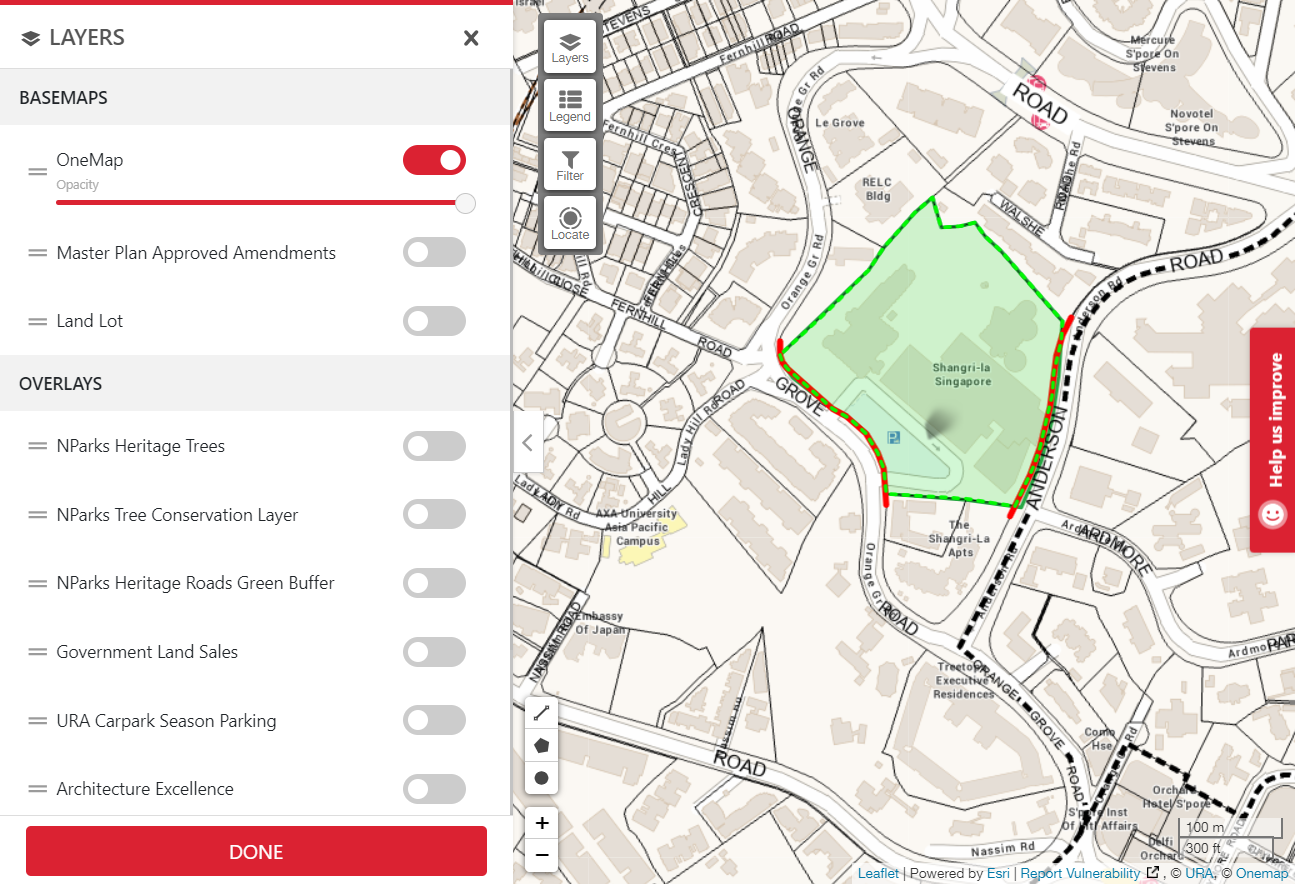 LAYERS
BASEMAPS
OneMap
Opacity
Master Plan Approved Amendments
Land Lot
OVERLAYS
NParks Heritage Trees
NParks Tree Conservation Layer
NParks Heritage Roads Green Buffer
Government Land Sales
URA Carpark Season Parking
Architecture Excellence
DONE
Layers
Legend
Filter
Locate
Israel
STEVENS
Fernhill
ROAD
Orange Gr Rd
ORANGE
Le Grove
ROAD
Mercure
S'pore On
Stevens
Novotel
S'pore On
Stevens
Fernhill Cres
CRESCENT
RELC
Bldg
WALSHE
ROAD
Orange Gr Rd
ROAD
Anderson Rd
FERNHILL
ROAD
GROVE
Shangri-la
Singapore
P
ANDERSON
Lady Hill Rd
ROAD
HILL
AXA University
Asia Pacific
Campus
The
Shangri-La
Apts
ARDMORE
Orange Gr Rd
ROAD
Anderson Rd
Embassy
Of Japan
NASSIM ROAD
Ardmore
PAR
Treetops
Executive
Residences
ORANGE
GROVE
ROAD
Nassim Rd
ROAD
Como
Hse
Orchard
Hotel S'pore
S'pore Inst
Of Intl Affairs
Delfi
Orchard
Nassim Rd
100 m
300 ft
+
−
Help us improve
Leaflet | Powered by Esri | Report Vulnerability , © URA, © Onemap